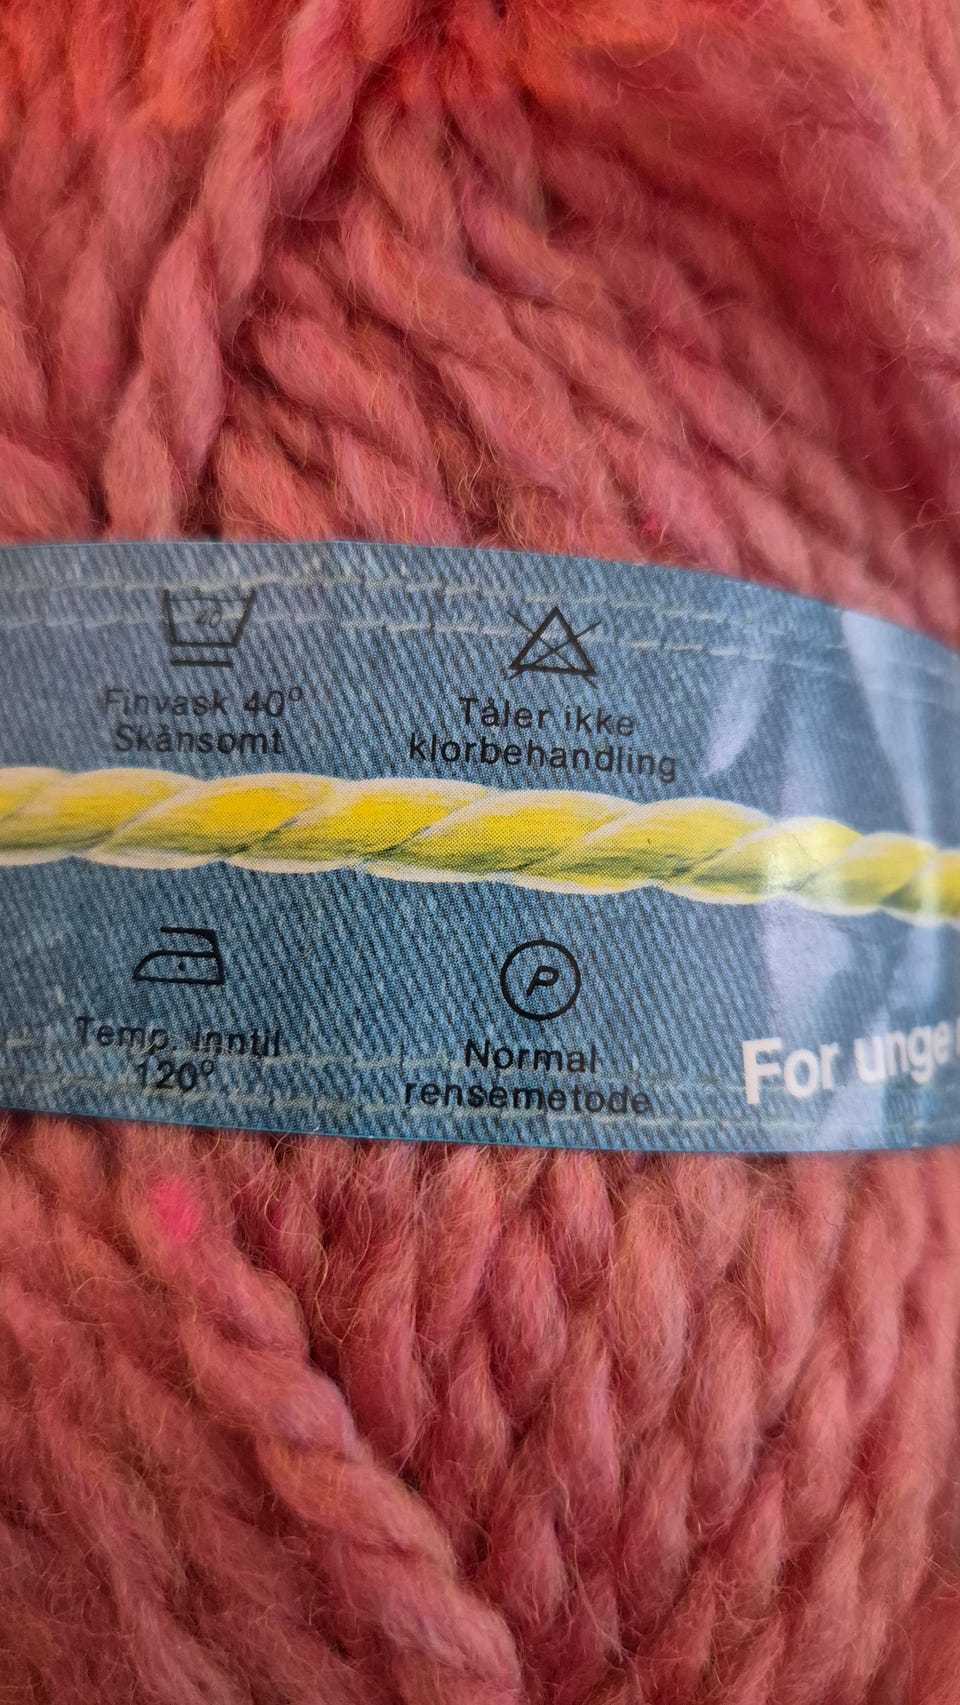 40
Finvask 40°
Skånsomt
Tåler ikke
klorbehandling
Temp. inntil
120°
P
Normal
rensemetode
For unge